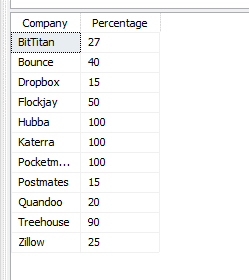 Company Percentage
BitTitan 27
Bounce 40
Dropbox 15
Flockjay 50
Hubba 100
Katerra 100
Pocketm... 100
Postmates 15
Quandoo 20
Treehouse 90
Zillow 25